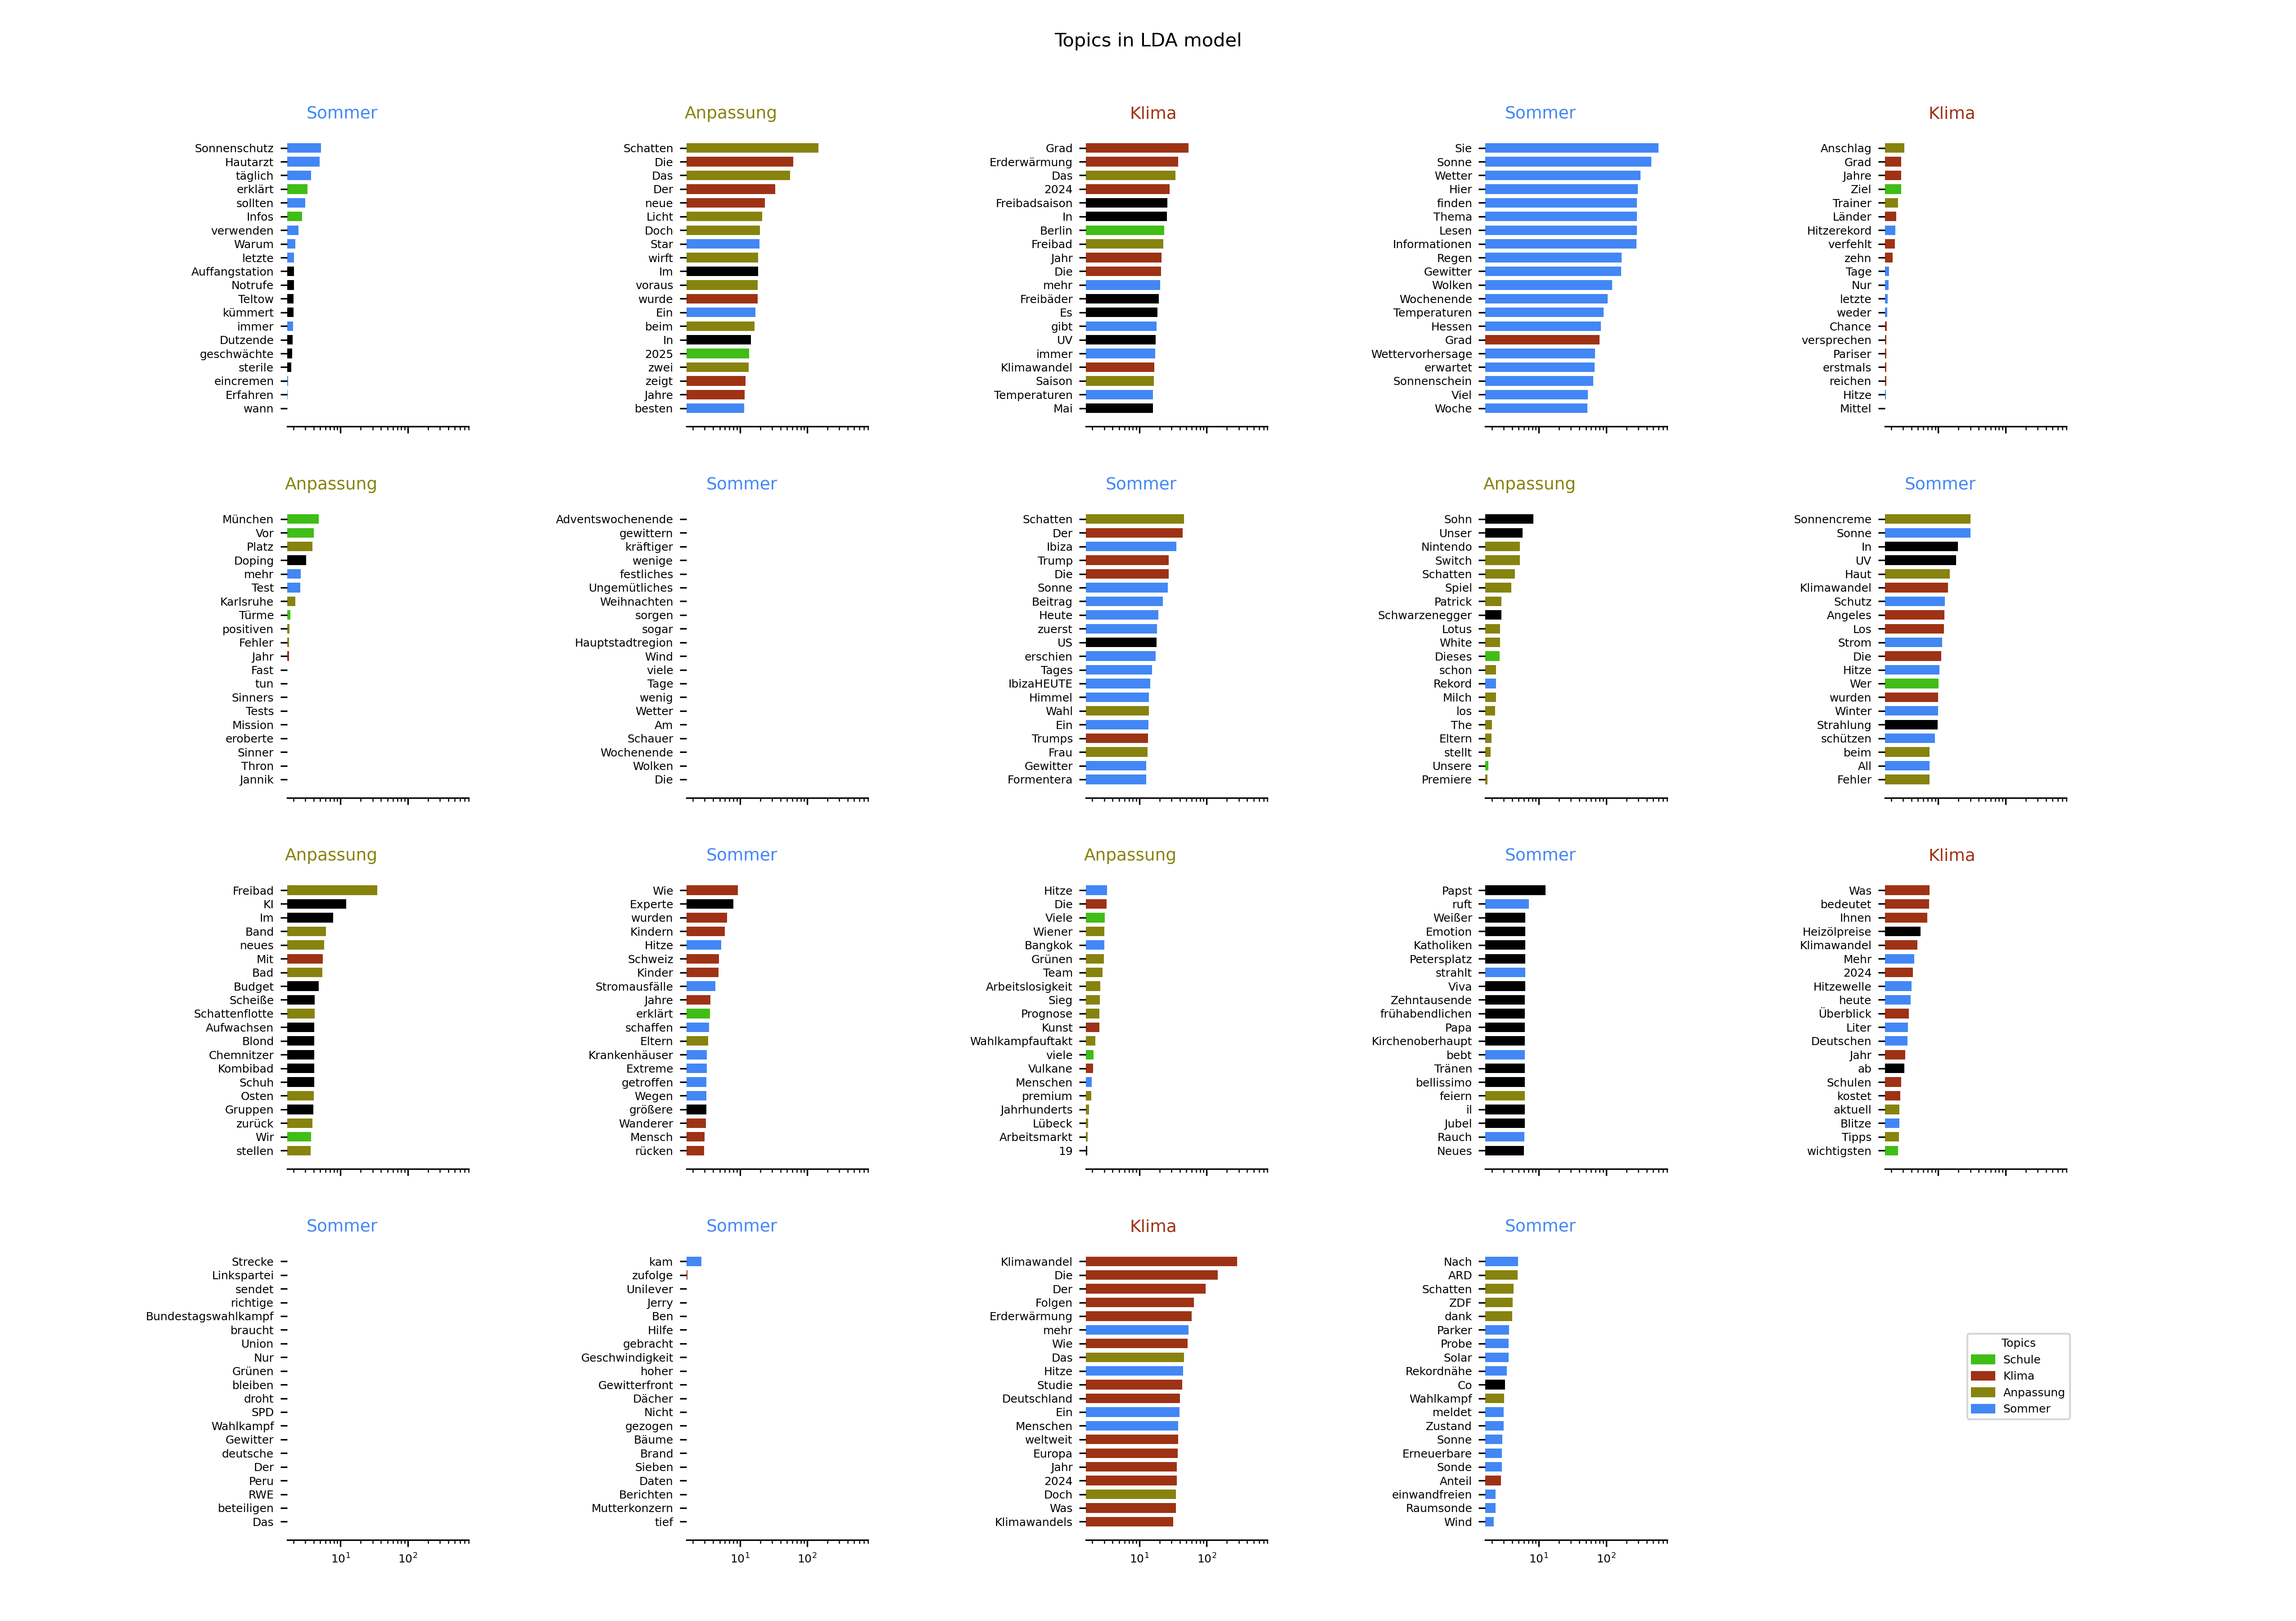 Topics in LDA model
Sommer
Sonnenschutz
Hautarzt
täglich
erklärt
sollten
Infos
verwenden
Warum
letzte
Auffangstation
Notrufe
Teltow
kümmert
immer
Dutzende
geschwächte
sterile
eincremen
Erfahren
wann
Anpassung
Schatten
Die
Das
Der
neue
Licht
Doch
Star
wirft
Im
voraus
wurde
Ein
beim
In
2025
zwei
zeigt
Jahre
besten
Klima
Grad
Erderwärmung
Das
2024
Freibadsaison
In
Berlin
Freibad
Jahr
Die
mehr
Freibäder
Es
gibt
UV
immer
Klimawandel
Saison
Temperaturen
Mai
Sommer
Sie
Sonne
Wetter
Hier
finden
Thema
Lesen
Informationen
Regen
Gewitter
Wolken
Wochenende
Temperaturen
Hessen
Grad
Wettervorhersage
erwartet
Sonnenschein
Viel
Woche
Klima
Anschlag
Grad
Jahre
Ziel
Trainer
Länder
Hitzerekord
verfehlt
zehn
Tage
Nur
letzte
weder
Chance
versprechen
Pariser
erstmals
reichen
Hitze
Mittel
Anpassung
München
Vor
Platz
Doping
mehr
Test
Karlsruhe
Türme
positiven
Fehler
Jahr
Fast
tun
Sinners
Tests
Mission
eroberte
Sinner
Thron
Jannik
Sommer
Adventswochenende
gewittern
kräftiger
wenige
festliches
Ungemütliches
Weihnachten
sorgen
sogar
Hauptstadtregion
Wind
viele
Tage
wenig
Wetter
Am
Schauer
Wochenende
Wolken
Die
Sommer
Schatten
Der
Ibiza
Trump
Die
Sonne
Beitrag
Heute
zuerst
US
erschien
Tages
IbizaHEUTE
Himmel
Wahl
Ein
Trumps
Frau
Gewitter
Formentera
Anpassung
Sohn
Unser
Nintendo
Switch
Schatten
Spiel
Patrick
Schwarzenegger
Lotus
White
Dieses
schon
Rekord
Milch
los
The
Eltern
stellt
Unsere
Premiere
Sommer
Sonnencreme
Sonne
In
UV
Haut
Klimawandel
Schutz
Angeles
Los
Strom
Die
Hitze
Wer
wurden
Winter
Strahlung
schützen
beim
All
Fehler
Anpassung
Freibad
KI
Im
Band
neues
Mit
Bad
Budget
Scheiße
Schattenflotte
Aufwachsen
Blond
Chemnitzer
Kombibad
Schuh
Osten
Gruppen
zurück
Wir
stellen
Sommer
Wie
Experte
wurden
Kindern
Hitze
Schweiz
Kinder
Stromausfälle
Jahre
erklärt
schaffen
Eltern
Krankenhäuser
Extreme
getroffen
Wegen
größere
Wanderer
Mensch
rücken
Anpassung
Hitze
Die
Viele
Wiener
Bangkok
Grünen
Team
Arbeitslosigkeit
Sieg
Prognose
Kunst
Wahlkampfauftakt
viele
Vulkane
Menschen
premium
Jahrhunderts
Lübeck
Arbeitsmarkt
19
Sommer
Papst
ruft
Weißer
Emotion
Katholiken
Petersplatz
strahlt
Viva
Zehntausende
frühabendlichen
Papa
Kirchenoberhaupt
bebt
Tränen
bellissimo
feiern
il
Jubel
Rauch
Neues
Klima
Was
bedeutet
Ihnen
Heizölpreise
Klimawandel
Mehr
2024
Hitzewelle
heute
Überblick
Liter
Deutschen
Jahr
ab
Schulen
kostet
aktuell
Blitze
Tipps
wichtigsten
Sommer
Strecke
Linkspartei
sendet
richtige
Bundestagswahlkampf
braucht
Union
Nur
Grünen
bleiben
droht
SPD
Wahlkampf
Gewitter
deutsche
Der
Peru
RWE
beteiligen
Das
10¹ 10²
Sommer
kam
zufolge
Unilever
Jerry
Ben
Hilfe
gebracht
Geschwindigkeit
hoher
Gewitterfront
Dächer
Nicht
gezogen
Bäume
Brand
Sieben
Daten
Berichten
Mutterkonzern
tief
10¹ 10²
Klima
Klimawandel
Die
Der
Folgen
Erderwärmung
mehr
Wie
Das
Hitze
Studie
Deutschland
Ein
Menschen
weltweit
Europa
Jahr
2024
Doch
Was
Klimawandels
10¹ 10²
Sommer
Nach
ARD
Schatten
ZDF
dank
Parker
Probe
Solar
Rekordnähe
Co
Wahlkampf
meldet
Zustand
Sonne
Erneuerbare
Sonde
Anteil
einwandfreien
Raumsonde
Wind
10¹ 10²
Topics
Schule
Klima
Anpassung
Sommer